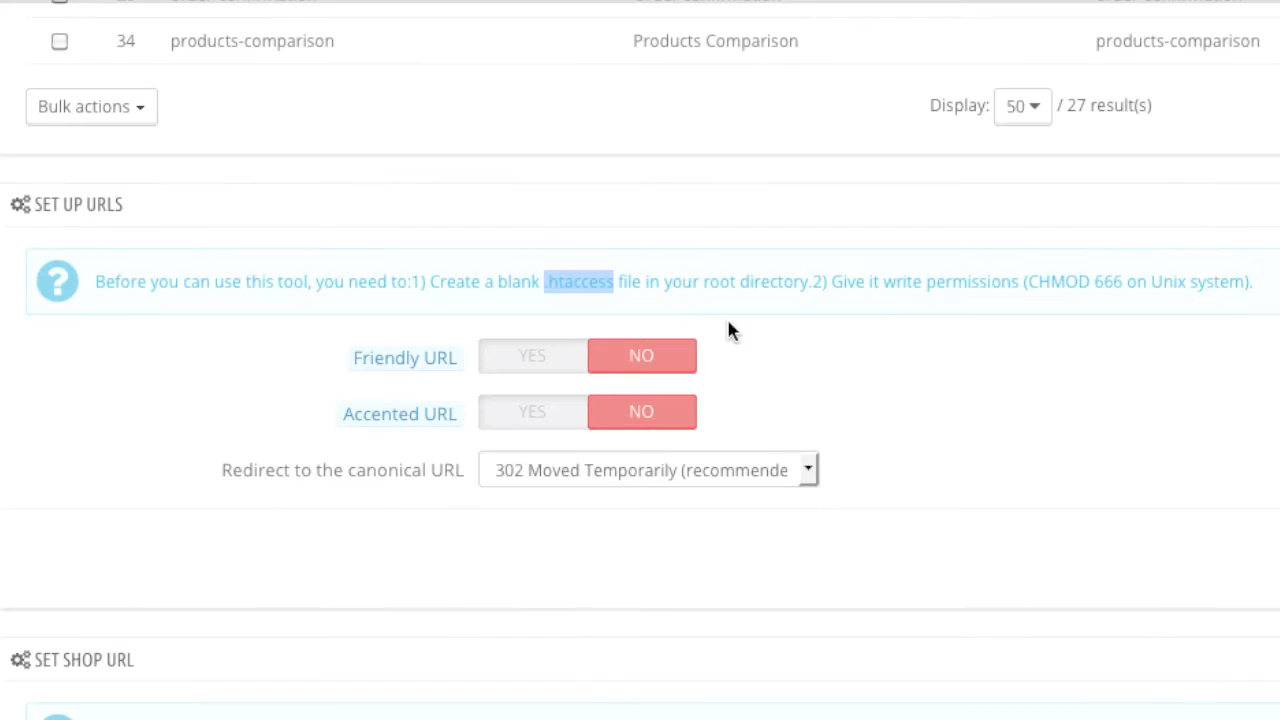 34 products-comparison Products Comparison products-comparison
Bulk actions Display: 50 / 27 result(s)
SET UP URLS
Before you can use this tool, you need to:1) Create a blank .htaccess file in your root directory.2) Give it write permissions (CHMOD 666 on Unix system).
Friendly URL YES NO
Accented URL YES NO
Redirect to the canonical URL 302 Moved Temporarily (recommende
SET SHOP URL